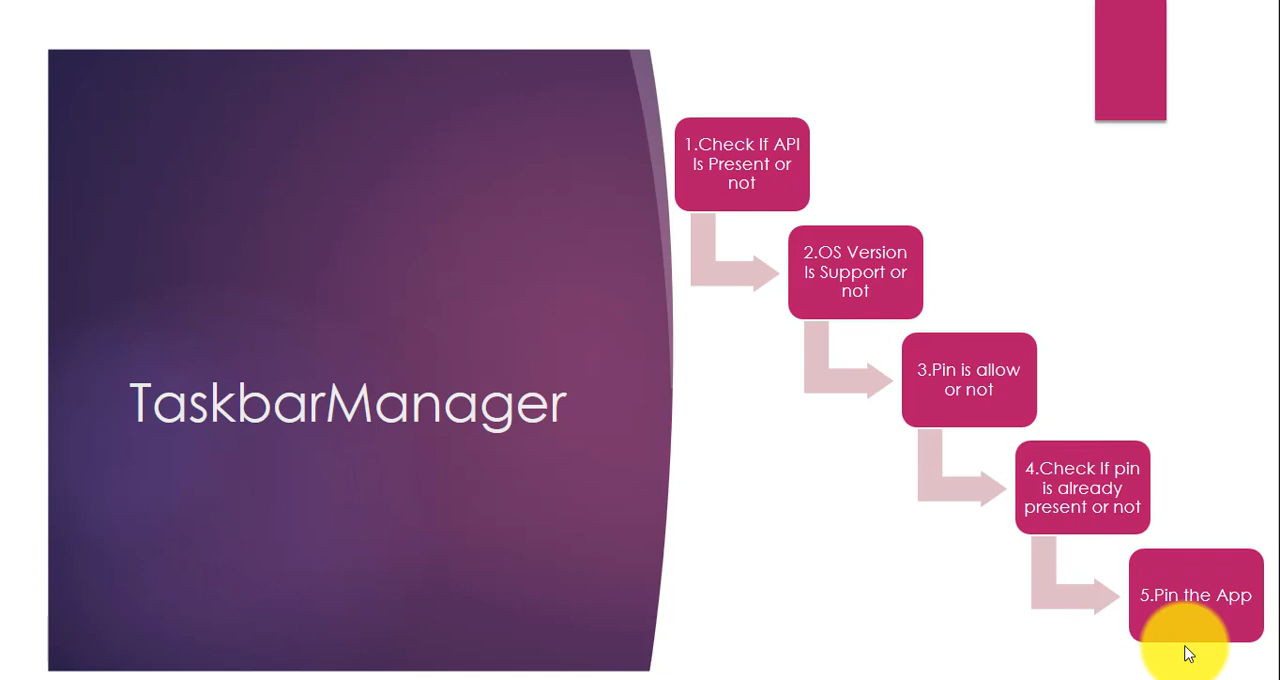 TaskbarManager
1.Check If API
Is Present or
not
2.OS Version
Is Support or
not
3.Pin is allow
or not
4.Check If pin
is already
present or not
5.Pin the App